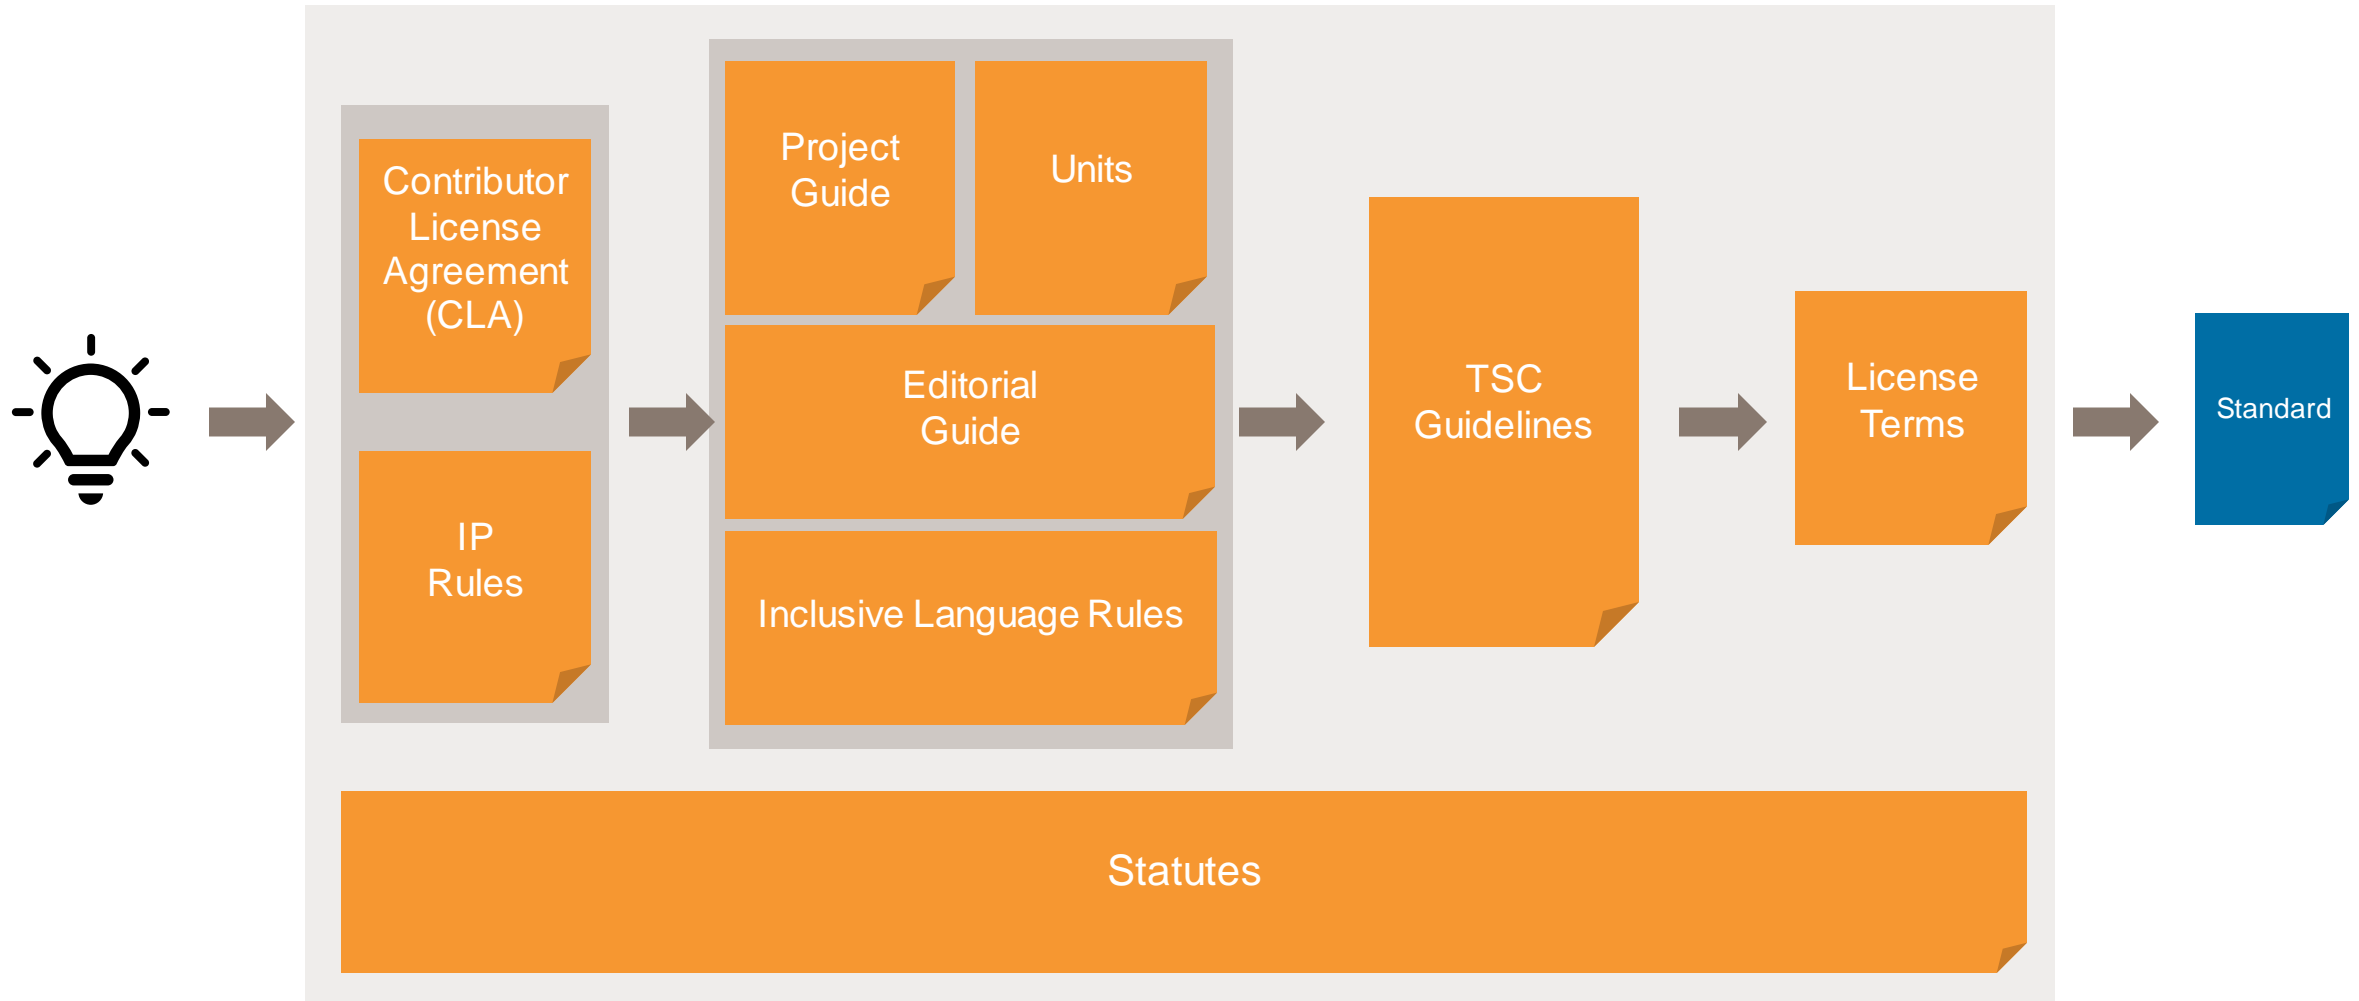 Contributor
License
Agreement
(CLA)
IP
Rules
Project
Guide
Units
Editorial
Guide
Inclusive Language Rules
TSC
Guidelines
License
Terms
Standard
Statutes